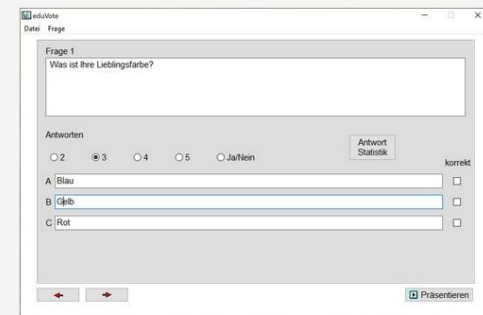 eduVote
Datei Frage
Frage 1
Was ist Ihre Lieblingsfarbe?
Antworten
2 3 4 5 Ja/Nein
Antwort
Statistik
korrekt
A Blau
B Gelb
C Rot
Präsentieren